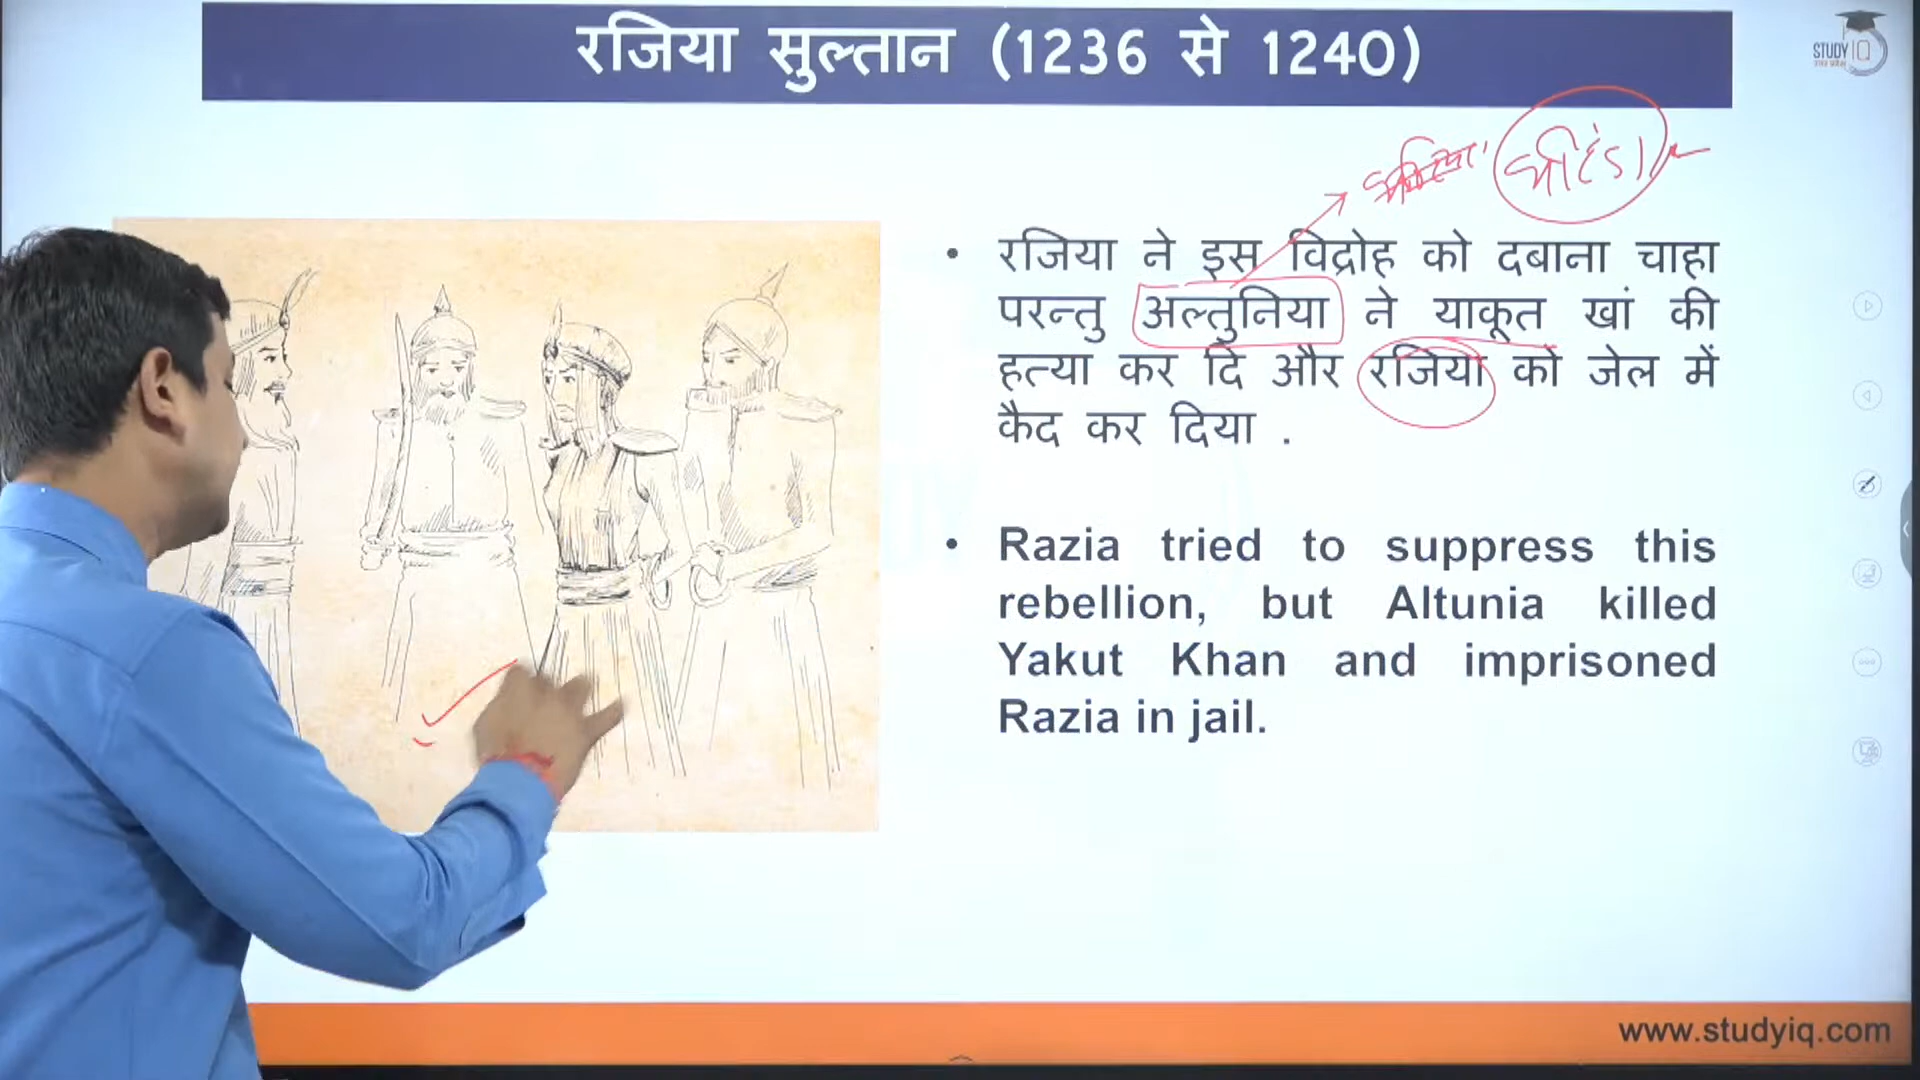 रजिया सुल्तान (1236 से 1240)
STUDY IQ
भटिंडा
• रजिया ने इस विद्रोह को दबाना चाहा
परन्तु अल्तुनिया ने याकूत खां की
हत्या कर दि और रजिया को जेल में
कैद कर दिया .
• Razia tried to suppress this
rebellion, but Altunia killed
Yakut Khan and imprisoned
Razia in jail.
www.studyiq.com